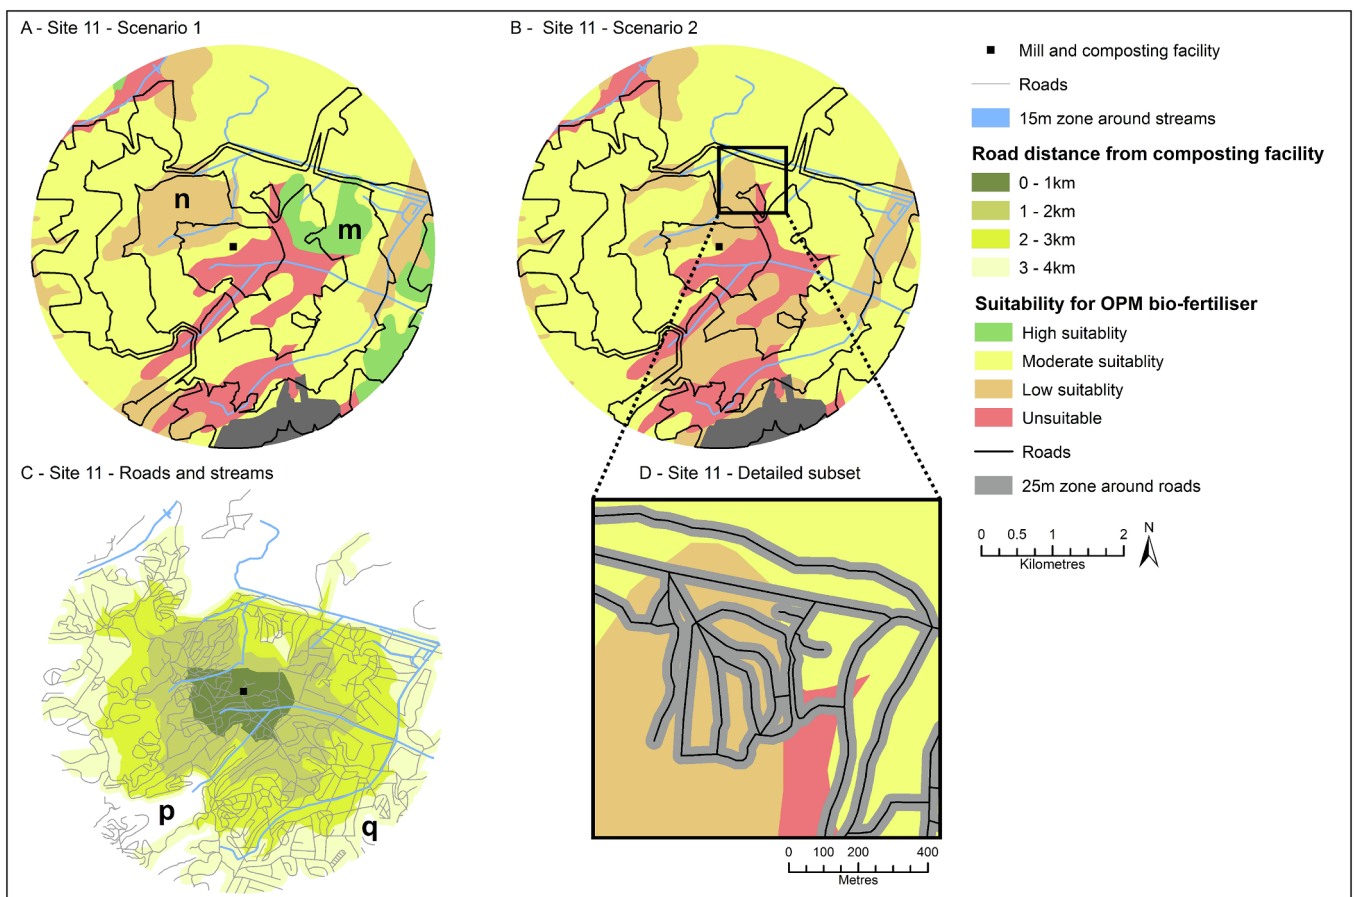 A - Site 11 - Scenario 1
B -  Site 11 - Scenario 2
n
m
Mill and composting facility
Roads
15m zone around streams
Road distance from composting facility
0 - 1km
1 - 2km
2 - 3km
3 - 4km
Suitability for OPM bio-fertiliser
High suitablity
Moderate suitablity
Low suitablity
Unsuitable
Roads
25m zone around roads
0 0.5 1 2
Kilometres
N
C - Site 11 - Roads and streams
p
q
D - Site 11 - Detailed subset
0 100 200 400
Metres